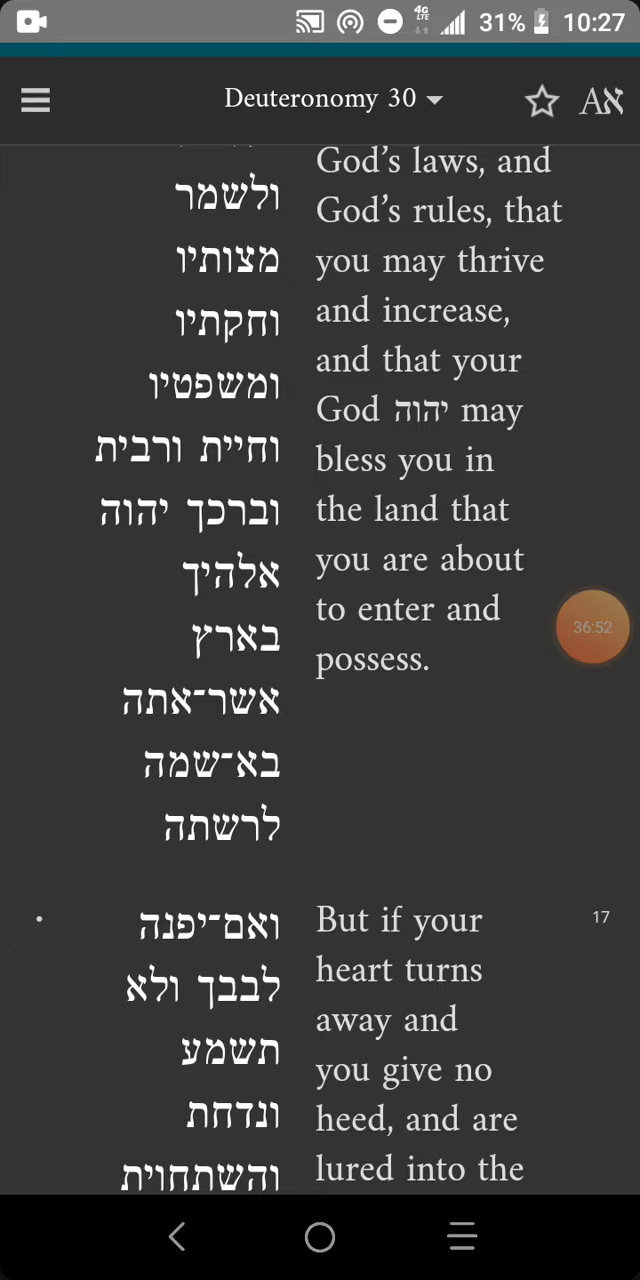 4G
LTE
31%
10:27
Deuteronomy 30
Aא
ולשמר
מצותיו
וחקתיו
ומשפטיו
וחיית ורבית
וברכך יהוה
אלהיך
בארץ
אשר־אתה
בא־שמה
לרשתה
God’s laws, and
God’s rules, that
you may thrive
and increase,
and that your
God יהוה may
bless you in
the land that
you are about
to enter and
possess.
36:52
ואם־יפנה
לבבך ולא
תשמע
ונדחת
והשתחוית
But if your
heart turns
away and
you give no
heed, and are
lured into the
17